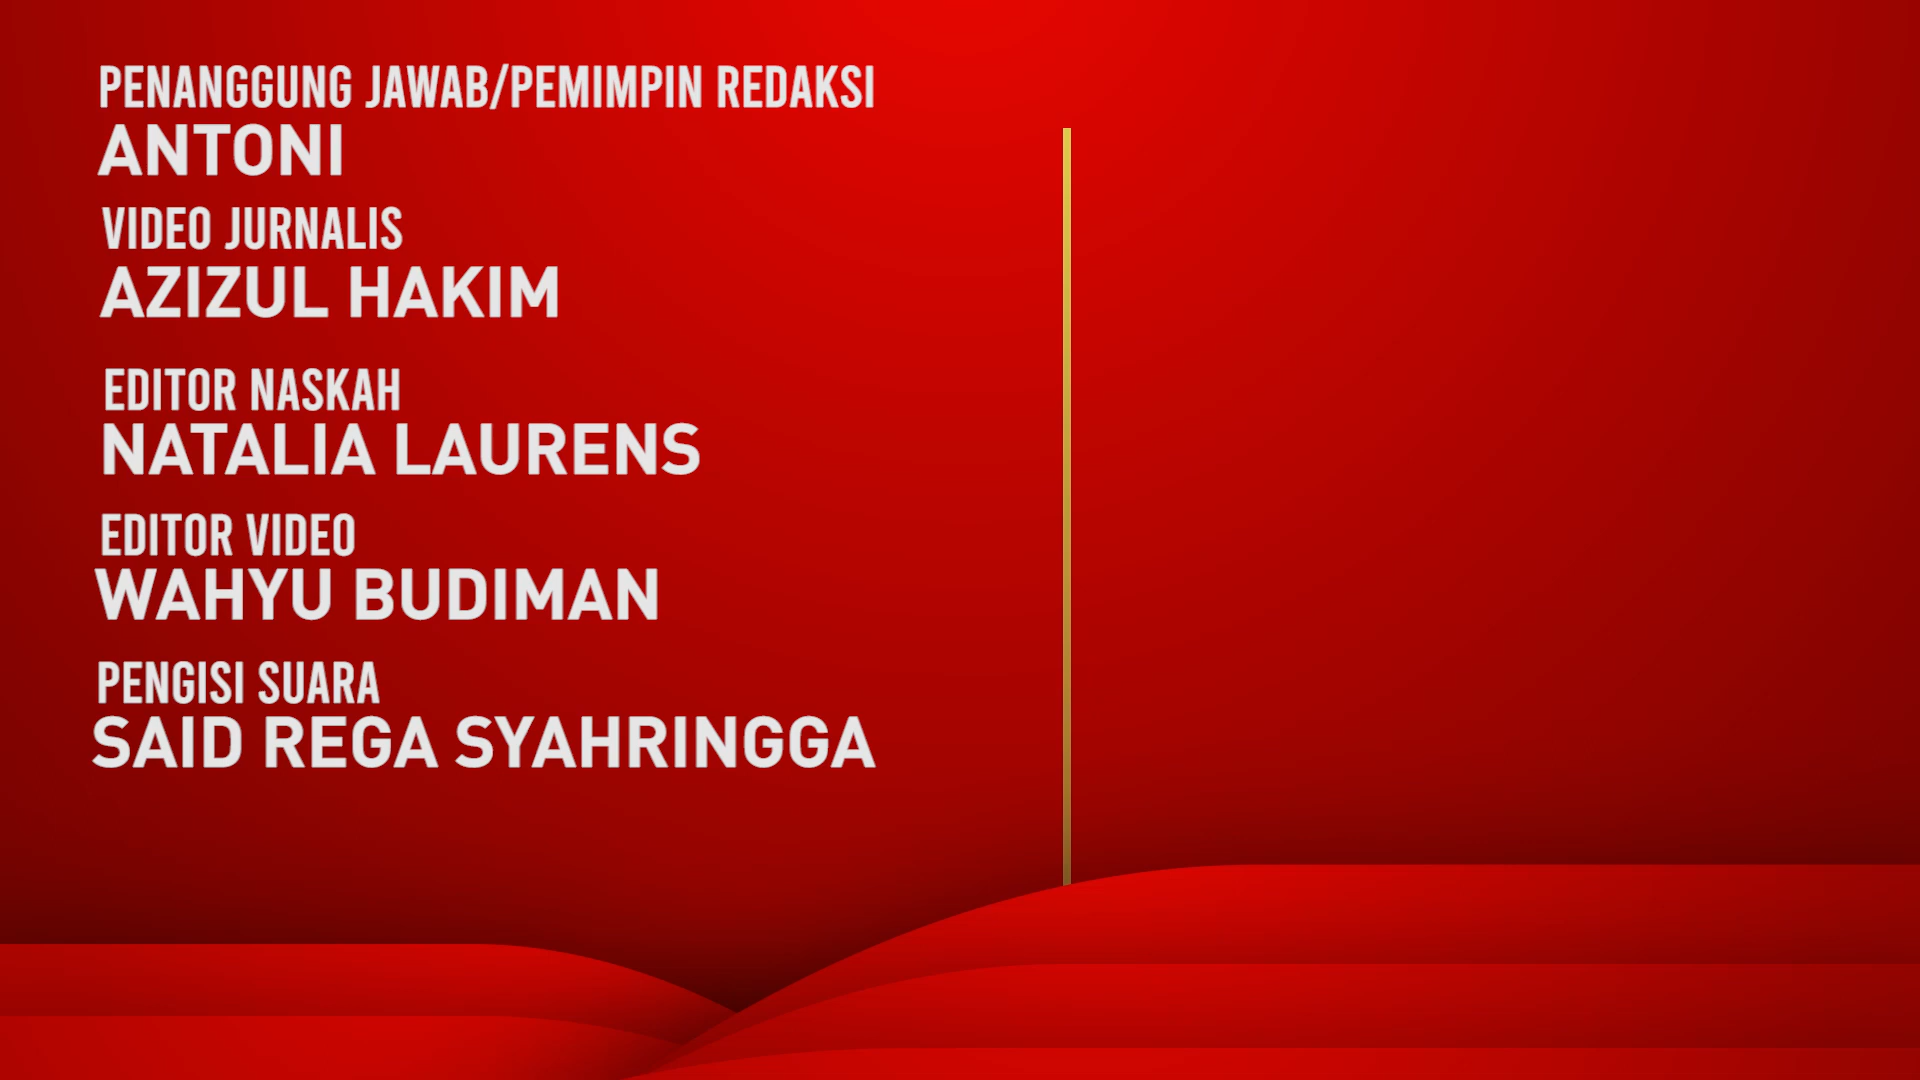 PENANGGUNG JAWAB/PEMIMPIN REDAKSI
ANTONI
VIDEO JURNALIS
AZIZUL HAKIM
EDITOR NASKAH
NATALIA LAURENS
EDITOR VIDEO
WAHYU BUDIMAN
PENGISI SUARA
SAID REGA SYAHRINGGA